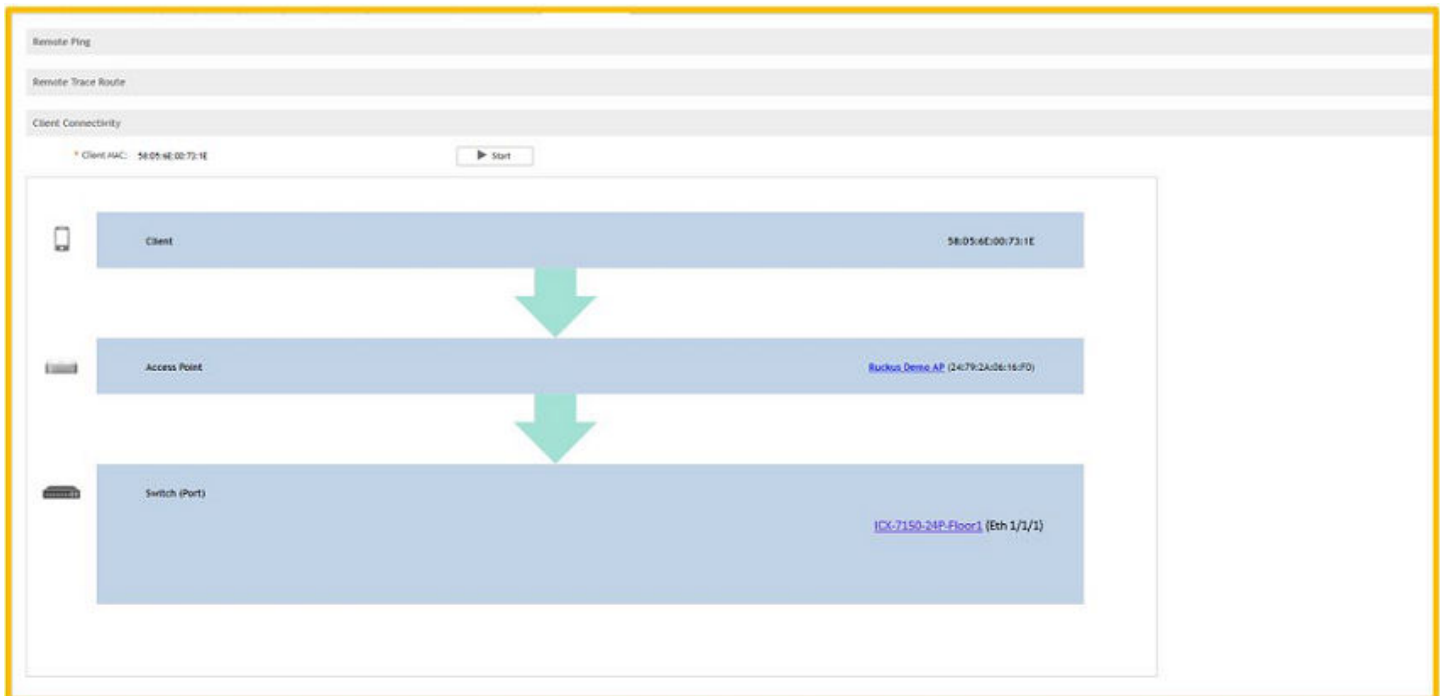 Remote Ping
Remote Trace Route
Client Connectivity
* Client MAC: 58:05:6E:00:73:1E Start
Client 58:D5:6E:00:73:1E
Access Point Ruckus Demo AP (24:79:2A:06:16:F0)
Switch (Port)
ICX-7150-24P-Floor1 (Eth 1/1/1)